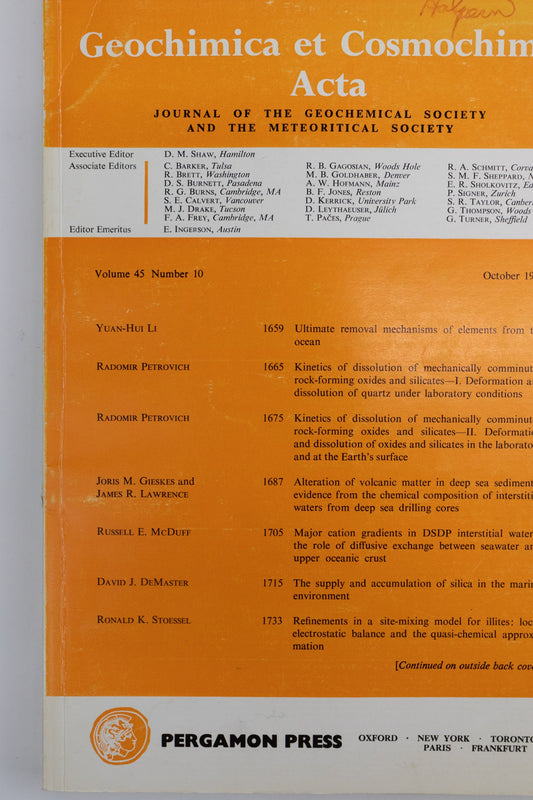 Halpern
Geochimica et Cosmochim
Acta
JOURNAL OF THE GEOCHEMICAL SOCIETY
AND THE METEORITICAL SOCIETY
Executive Editor D. M. SHAW, Hamilton
Associate Editors C. BARKER, Tulsa R. B. GAGOSIAN, Woods Hole R. A. SCHMITT, Corva
R. BRETT, Washington M. B. GOLDHABER, Denver S. M. F. SHEPPARD, N
D. S. BURNETT, Pasadena A. W. HOFMANN, Mainz E. R. SHOLKOVITZ, Ed
R. G. BURNS, Cambridge, MA B. F. JONES, Reston P. SIGNER, Zurich
S. E. CALVERT, Vancouver D. KERRICK, University Park S. R. TAYLOR, Canber
M. J. DRAKE, Tucson D. LEYTHAEUSER, Jülich G. THOMPSON, Woods
F. A. FREY, Cambridge, MA T. PAČES, Prague G. TURNER, Sheffield
Editor Emeritus E. INGERSON, Austin
Volume 45 Number 10 October 19
YUAN-HUI LI 1659 Ultimate removal mechanisms of elements from t
ocean
RADOMIR PETROVICH 1665 Kinetics of dissolution of mechanically comminut
rock-forming oxides and silicates—I. Deformation a
dissolution of quartz under laboratory conditions
RADOMIR PETROVICH 1675 Kinetics of dissolution of mechanically comminut
rock-forming oxides and silicates—II. Deformatio
and dissolution of oxides and silicates in the laborato
and at the Earth's surface
JORIS M. GIESKES and 1687 Alteration of volcanic matter in deep sea sediment
JAMES R. LAWRENCE evidence from the chemical composition of interstiti
waters from deep sea drilling cores
RUSSELL E. MCDUFF 1705 Major cation gradients in DSDP interstitial water
the role of diffusive exchange between seawater an
upper oceanic crust
DAVID J. DEMASTER 1715 The supply and accumulation of silica in the marin
environment
RONALD K. STOESSEL 1733 Refinements in a site-mixing model for illites: loc
electrostatic balance and the quasi-chemical approx
mation
[Continued on outside back cove
PERGAMON PRESS OXFORD · NEW YORK · TORONTO
PARIS · FRANKFURT